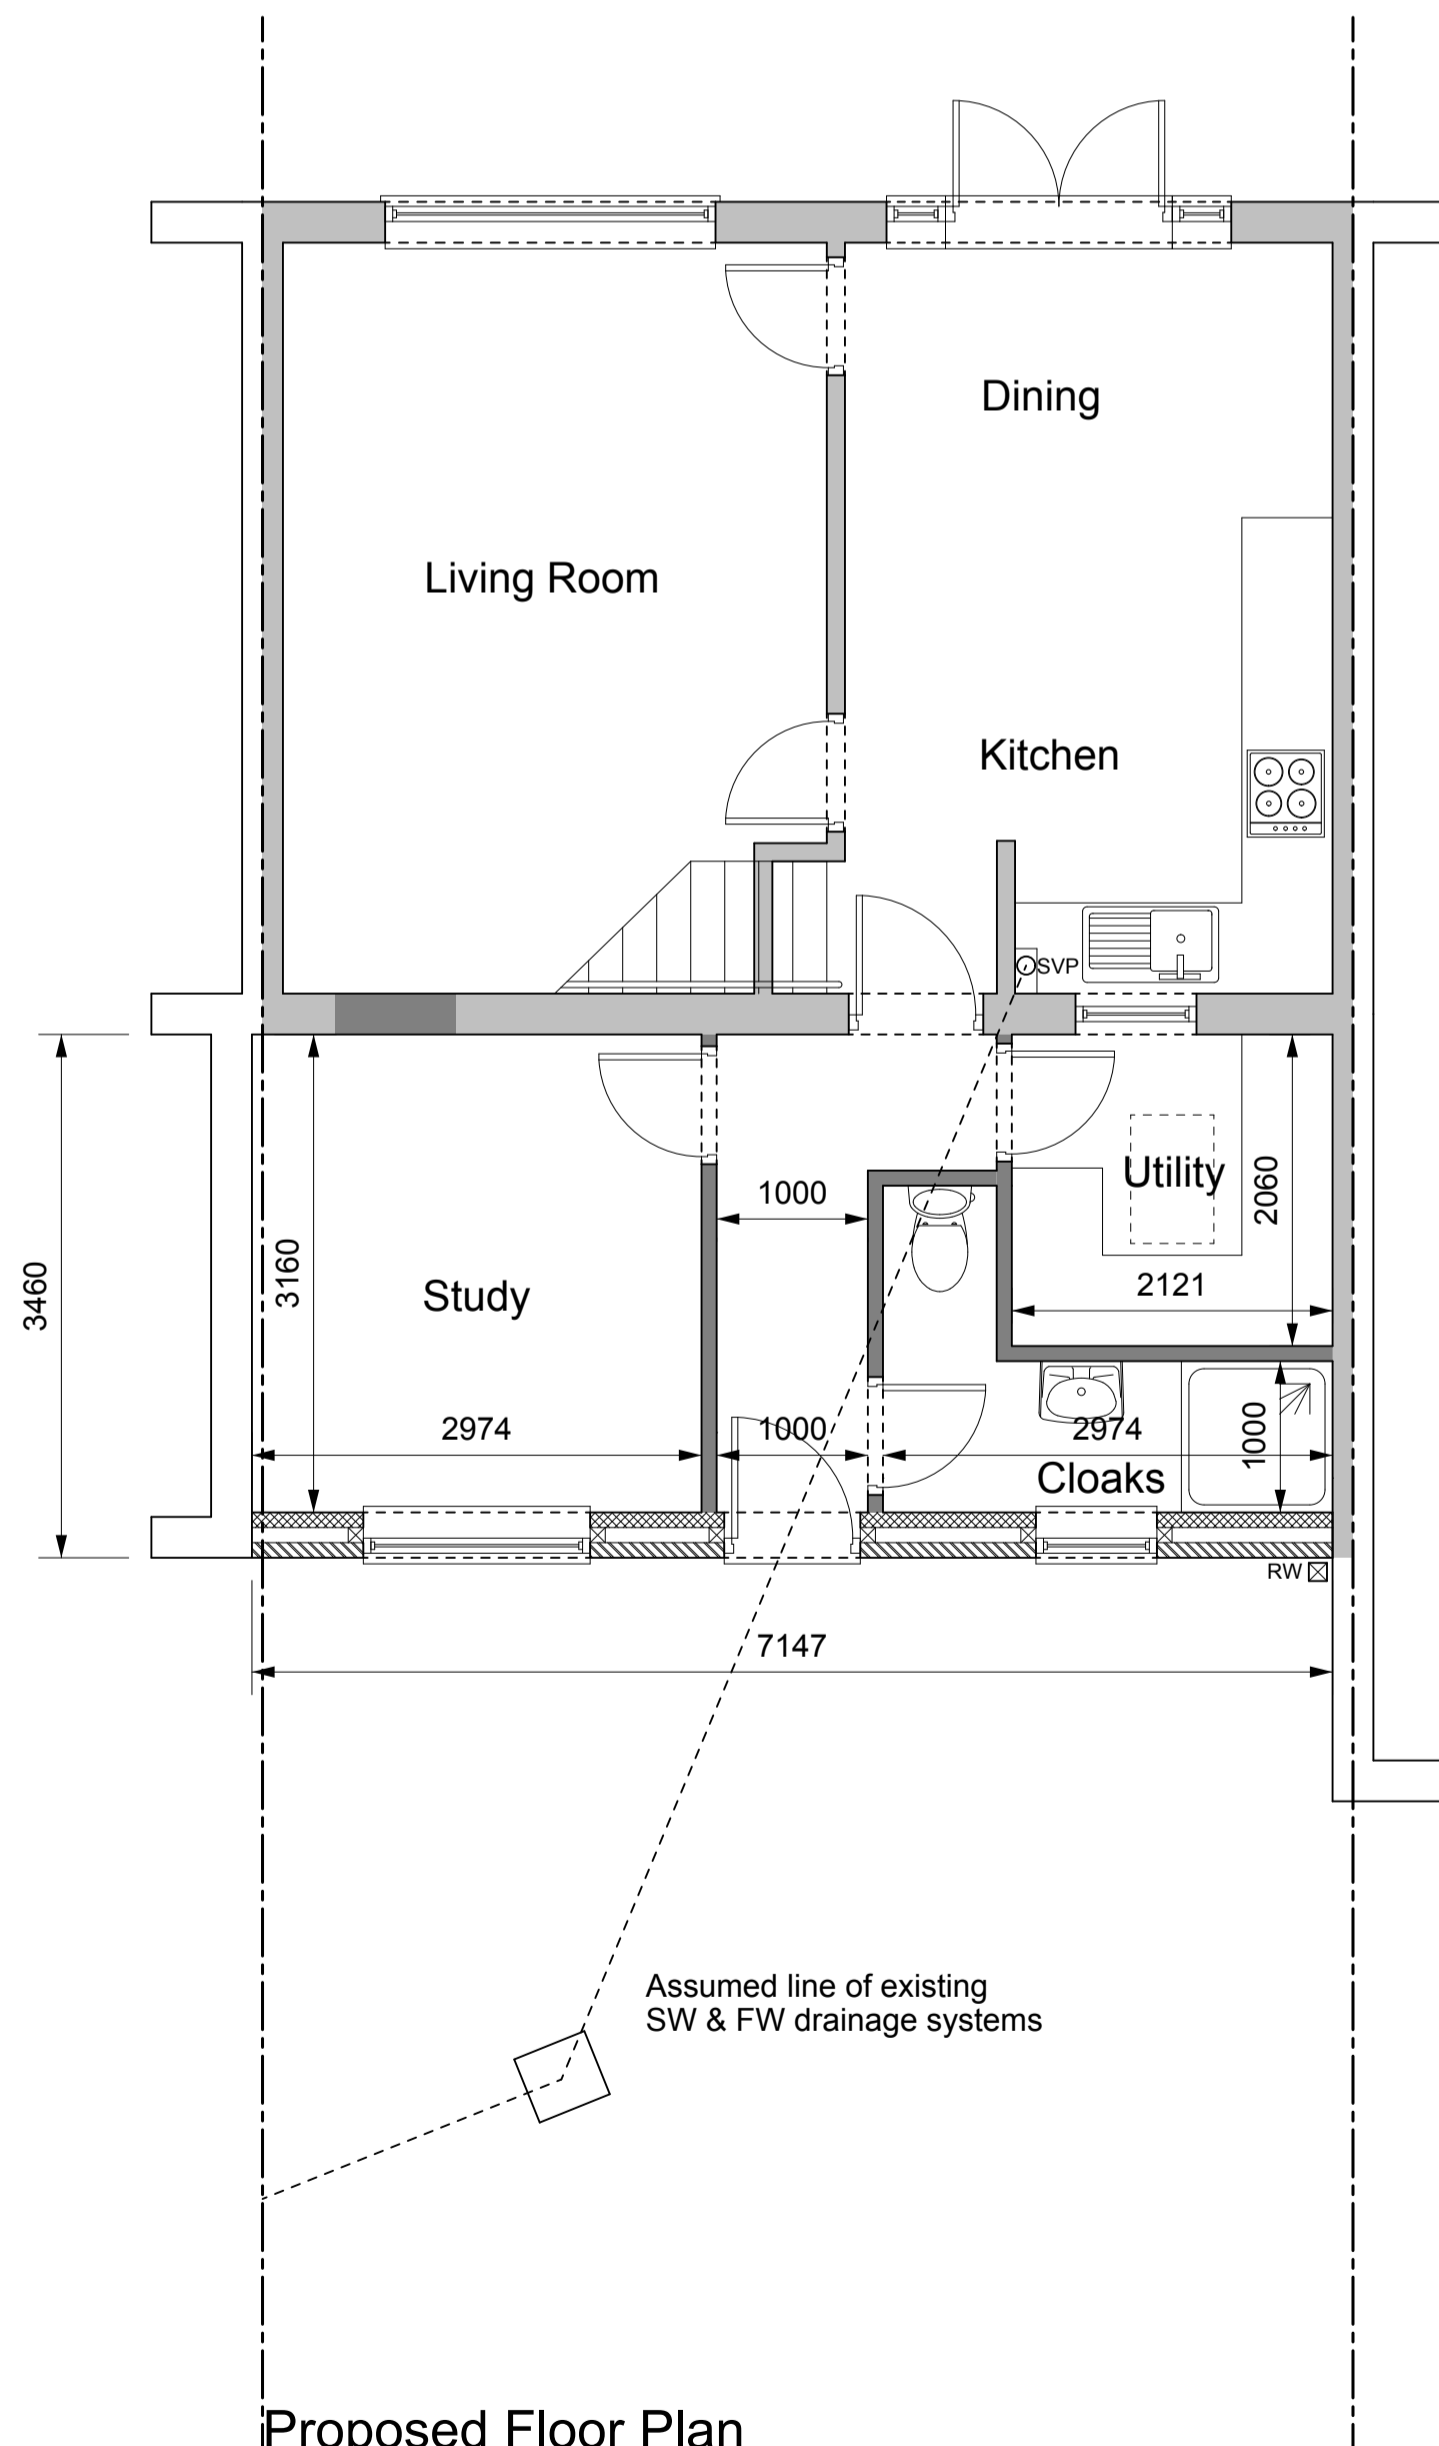 Dining
Living Room
Kitchen
SVP
Utility
1000
2060
3460
3160
Study
2121
2974
1000
2974
1000
Cloaks
RW
7147
Assumed line of existing
SW & FW drainage systems
Proposed Floor Plan